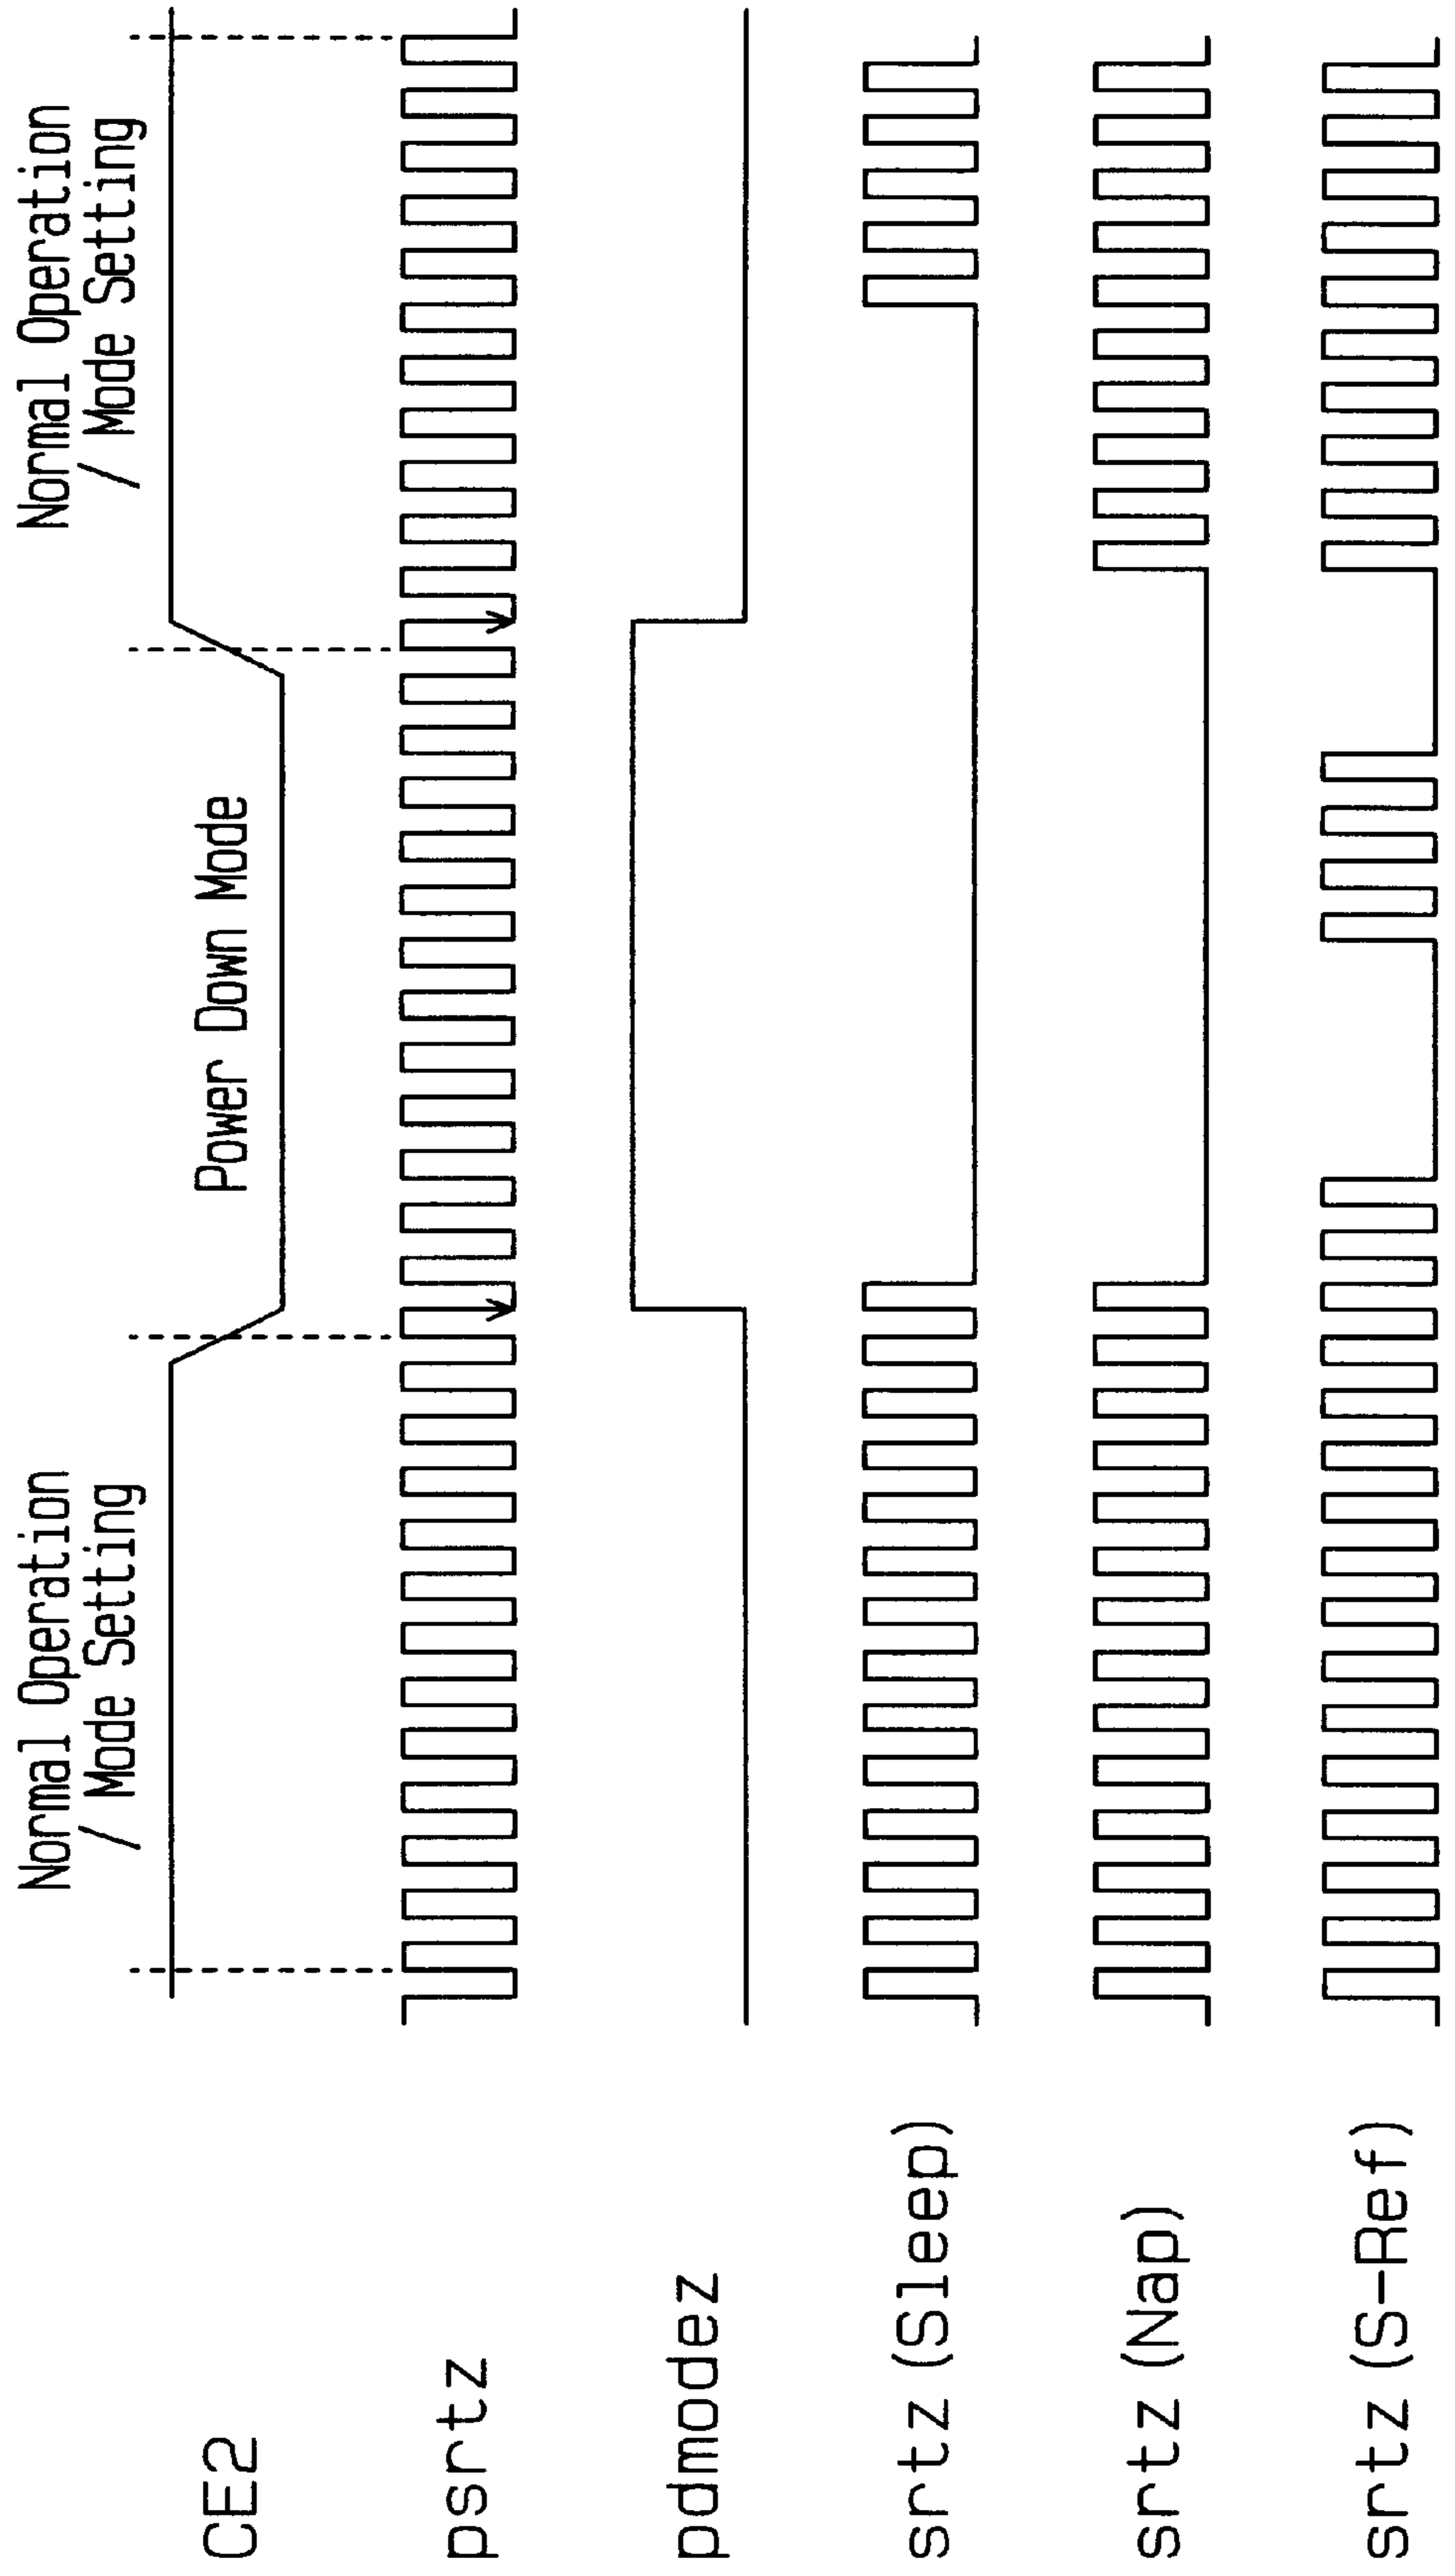 Normal Operation
/ Mode Setting
Normal Operation
/ Mode Setting
Power Down Mode
CE2
psrtz
pdmodez
srtz (Sleep)
srtz (Nap)
srtz (S-Ref)